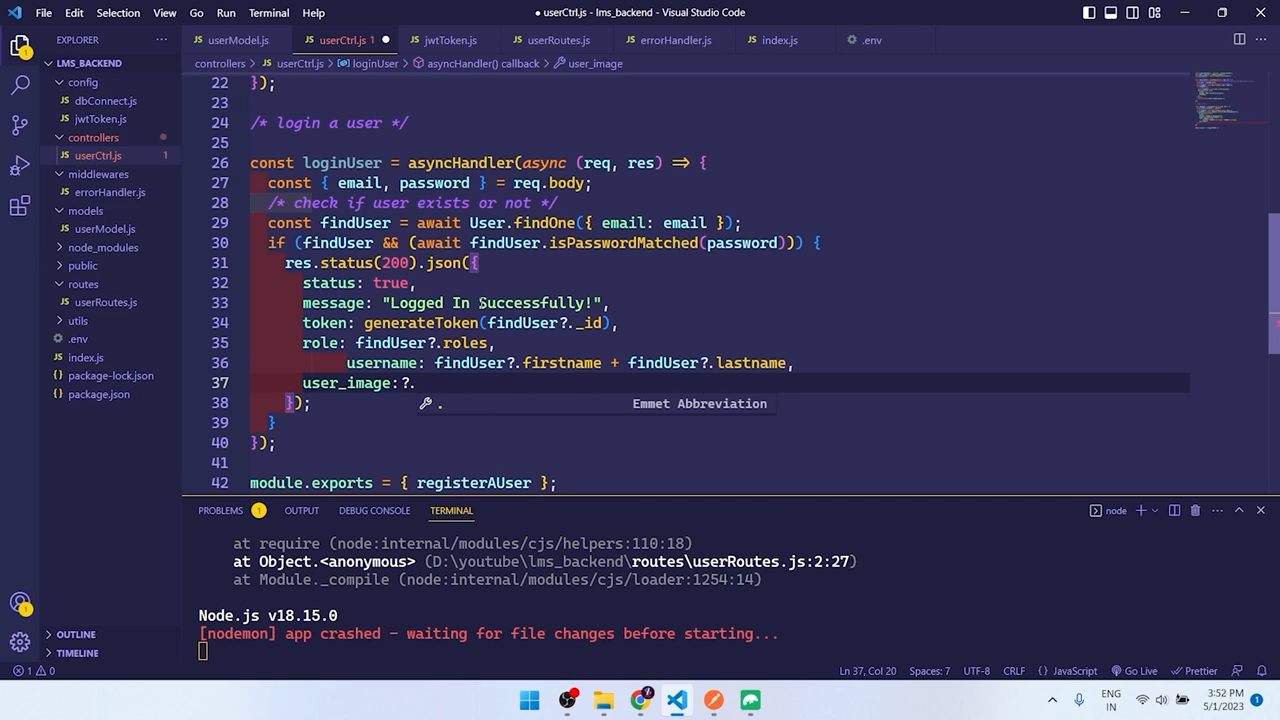 File Edit Selection View Go Run Terminal Help
● userCtrl.js - lms_backend - Visual Studio Code
EXPLORER
userModel.js userCtrl.js 1 ● jwtToken.js userRoutes.js errorHandler.js index.js .env
LMS_BACKEND
config
dbConnect.js
jwtToken.js
controllers
userCtrl.js 1
middlewares
errorHandler.js
models
userModel.js
node_modules
public
routes
userRoutes.js
utils
.env
index.js
package-lock.json
package.json
OUTLINE
TIMELINE
controllers > userCtrl.js > loginUser > asyncHandler() callback > user_image
22 });
23
24 /* login a user */
25
26 const loginUser = asyncHandler(async (req, res) => {
27 const { email, password } = req.body;
28 /* check if user exists or not */
29 const findUser = await User.findOne({ email: email });
30 if (findUser && (await findUser.isPasswordMatched(password))) {
31 res.status(200).json({
32 status: true,
33 message: "Logged In Successfully!",
34 token: generateToken(findUser?._id),
35 role: findUser?.roles,
36 username: findUser?.firstname + findUser?.lastname,
37 user_image:?.
38 });
. Emmet Abbreviation
39 }
40 });
41
42 module.exports = { registerAUser };
PROBLEMS 1 OUTPUT DEBUG CONSOLE TERMINAL
node
at require (node:internal/modules/cjs/helpers:110:18)
at Object.<anonymous> (D:\youtube\lms_backend\routes\userRoutes.js:2:27)
at Module._compile (node:internal/modules/cjs/loader:1254:14)
Node.js v18.15.0
[nodemon] app crashed - waiting for file changes before starting...
1 0
Ln 37, Col 20 Spaces: 7 UTF-8 CRLF {} JavaScript Go Live Prettier
ENG
IN
3:52 PM
5/1/2023